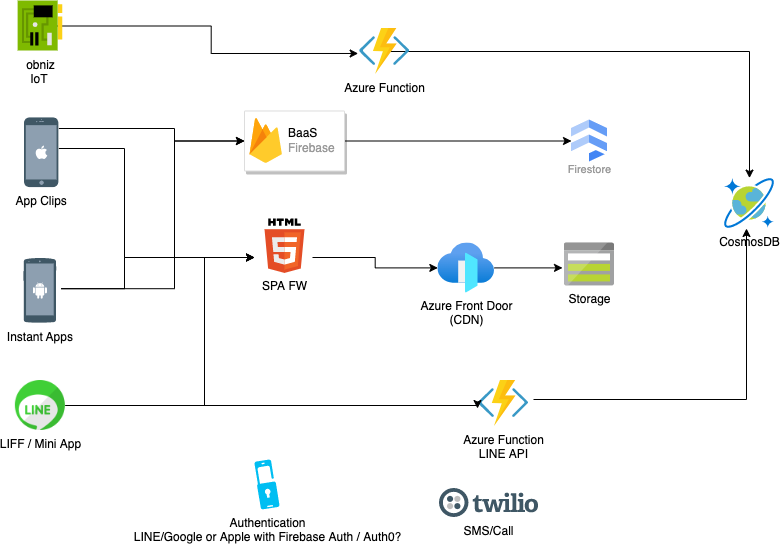 obniz
IoT
Azure Function
App Clips
BaaS
Firebase
Firestore
CosmosDB
HTML
5
SPA FW
Azure Front Door
(CDN)
Storage
Instant Apps
LINE
LIFF / Mini App
Azure Function
LINE API
Authentication
LINE/Google or Apple with Firebase Auth / Auth0?
twilio
SMS/Call